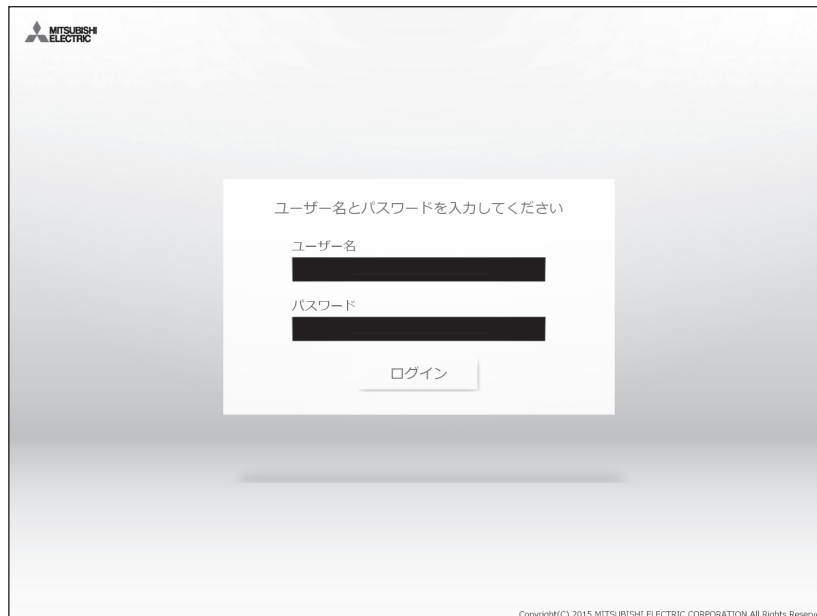 MITSUBISHI
ELECTRIC
ユーザー名とパスワードを入力してください
ユーザー名
パスワード
ログイン
Copyright(C) 2015 MITSUBISHI ELECTRIC CORPORATION All Rights Reserv